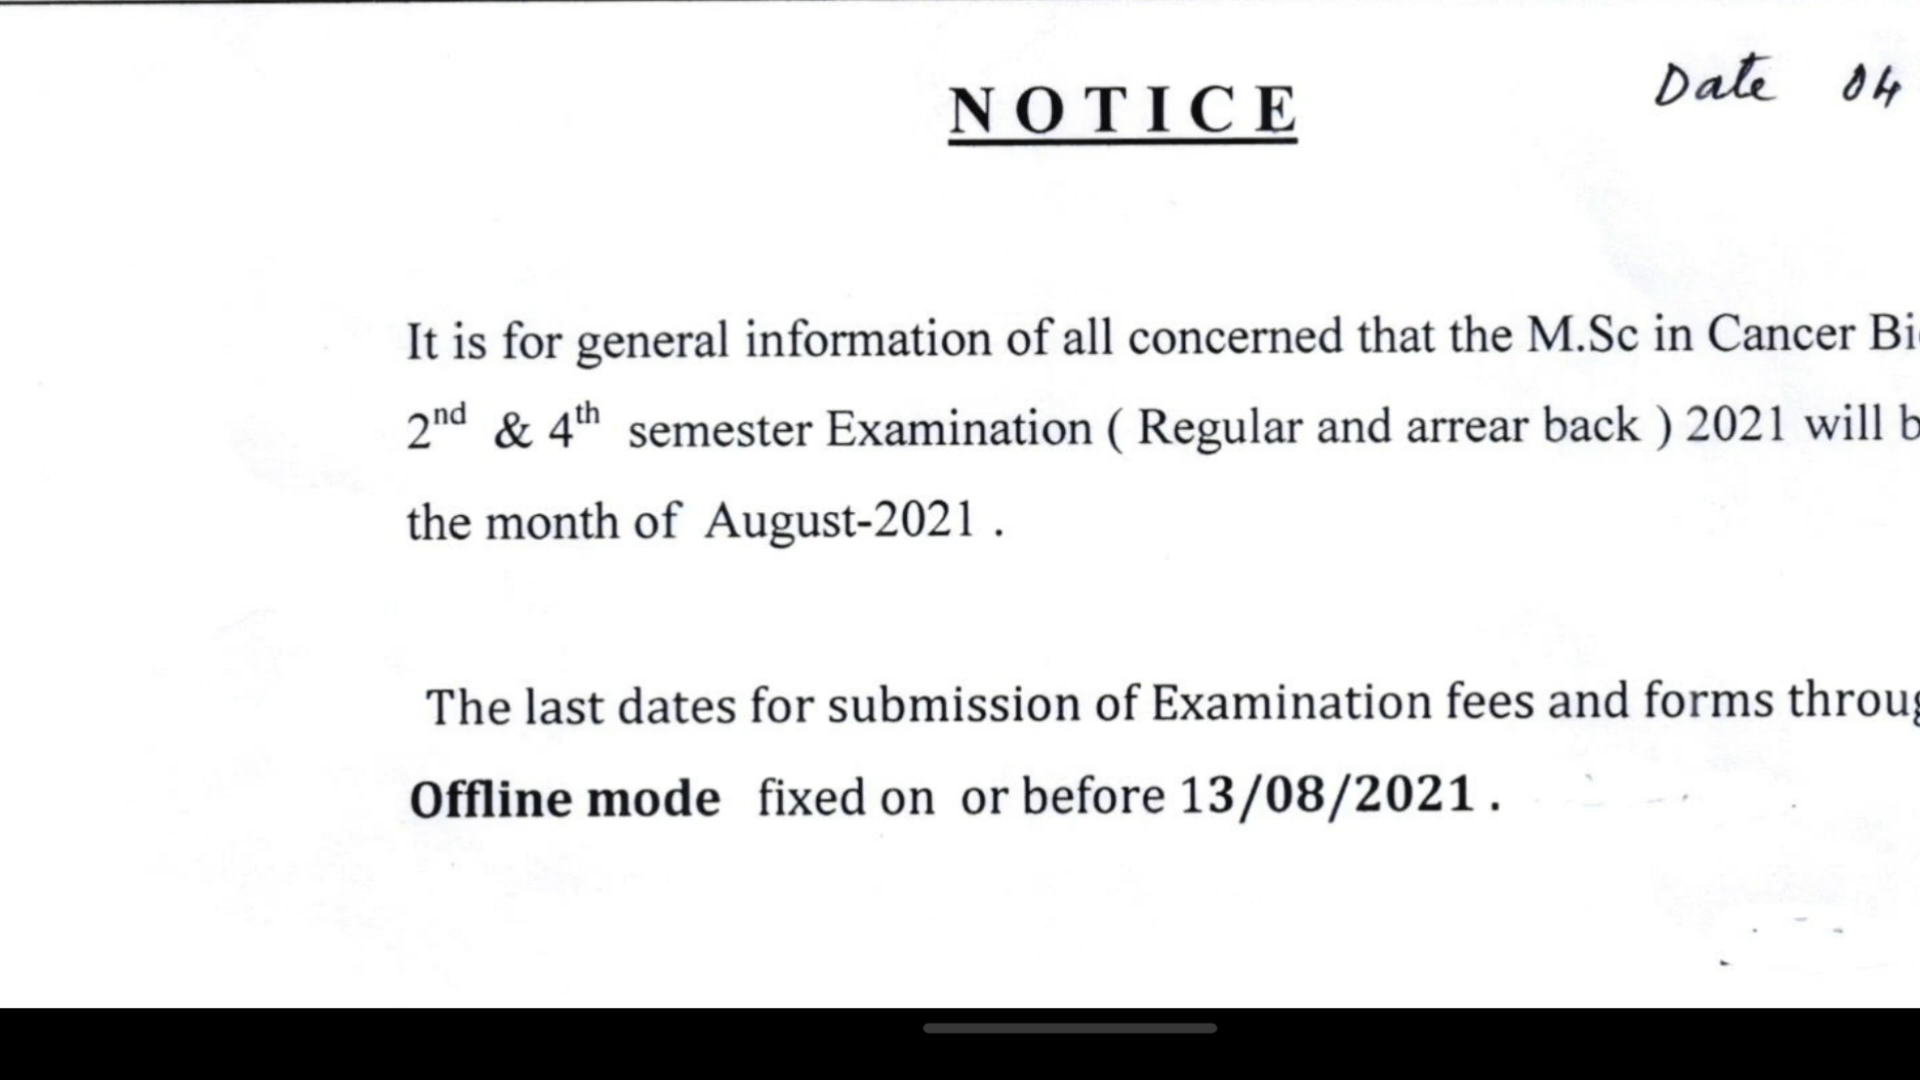 NOTICE
Date 04
It is for general information of all concerned that the M.Sc in Cancer Bi
2nd & 4th semester Examination ( Regular and arrear back ) 2021 will b
the month of August-2021 .
The last dates for submission of Examination fees and forms throug
Offline mode fixed on or before 13/08/2021 .